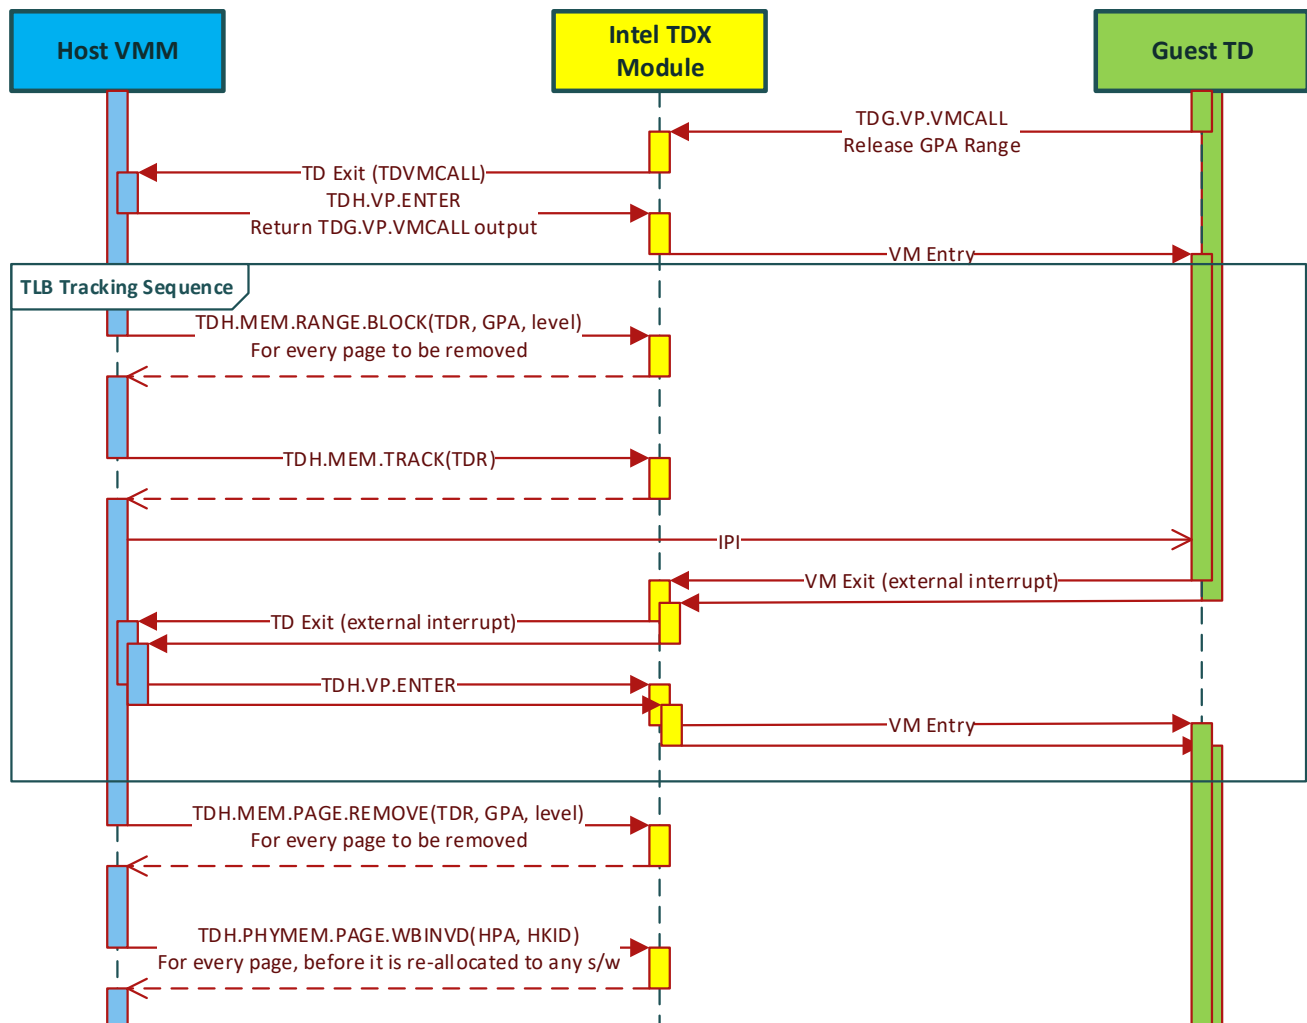 Host VMM
Intel TDX
Module
Guest TD
TDG.VP.VMCALL
Release GPA Range
TD Exit (TDVMCALL)
TDH.VP.ENTER
Return TDG.VP.VMCALL output
VM Entry
TLB Tracking Sequence
TDH.MEM.RANGE.BLOCK(TDR, GPA, level)
For every page to be removed
TDH.MEM.TRACK(TDR)
IPI
VM Exit (external interrupt)
TD Exit (external interrupt)
TDH.VP.ENTER
VM Entry
TDH.MEM.PAGE.REMOVE(TDR, GPA, level)
For every page to be removed
TDH.PHYMEM.PAGE.WBINVD(HPA, HKID)
For every page, before it is re-allocated to any s/w